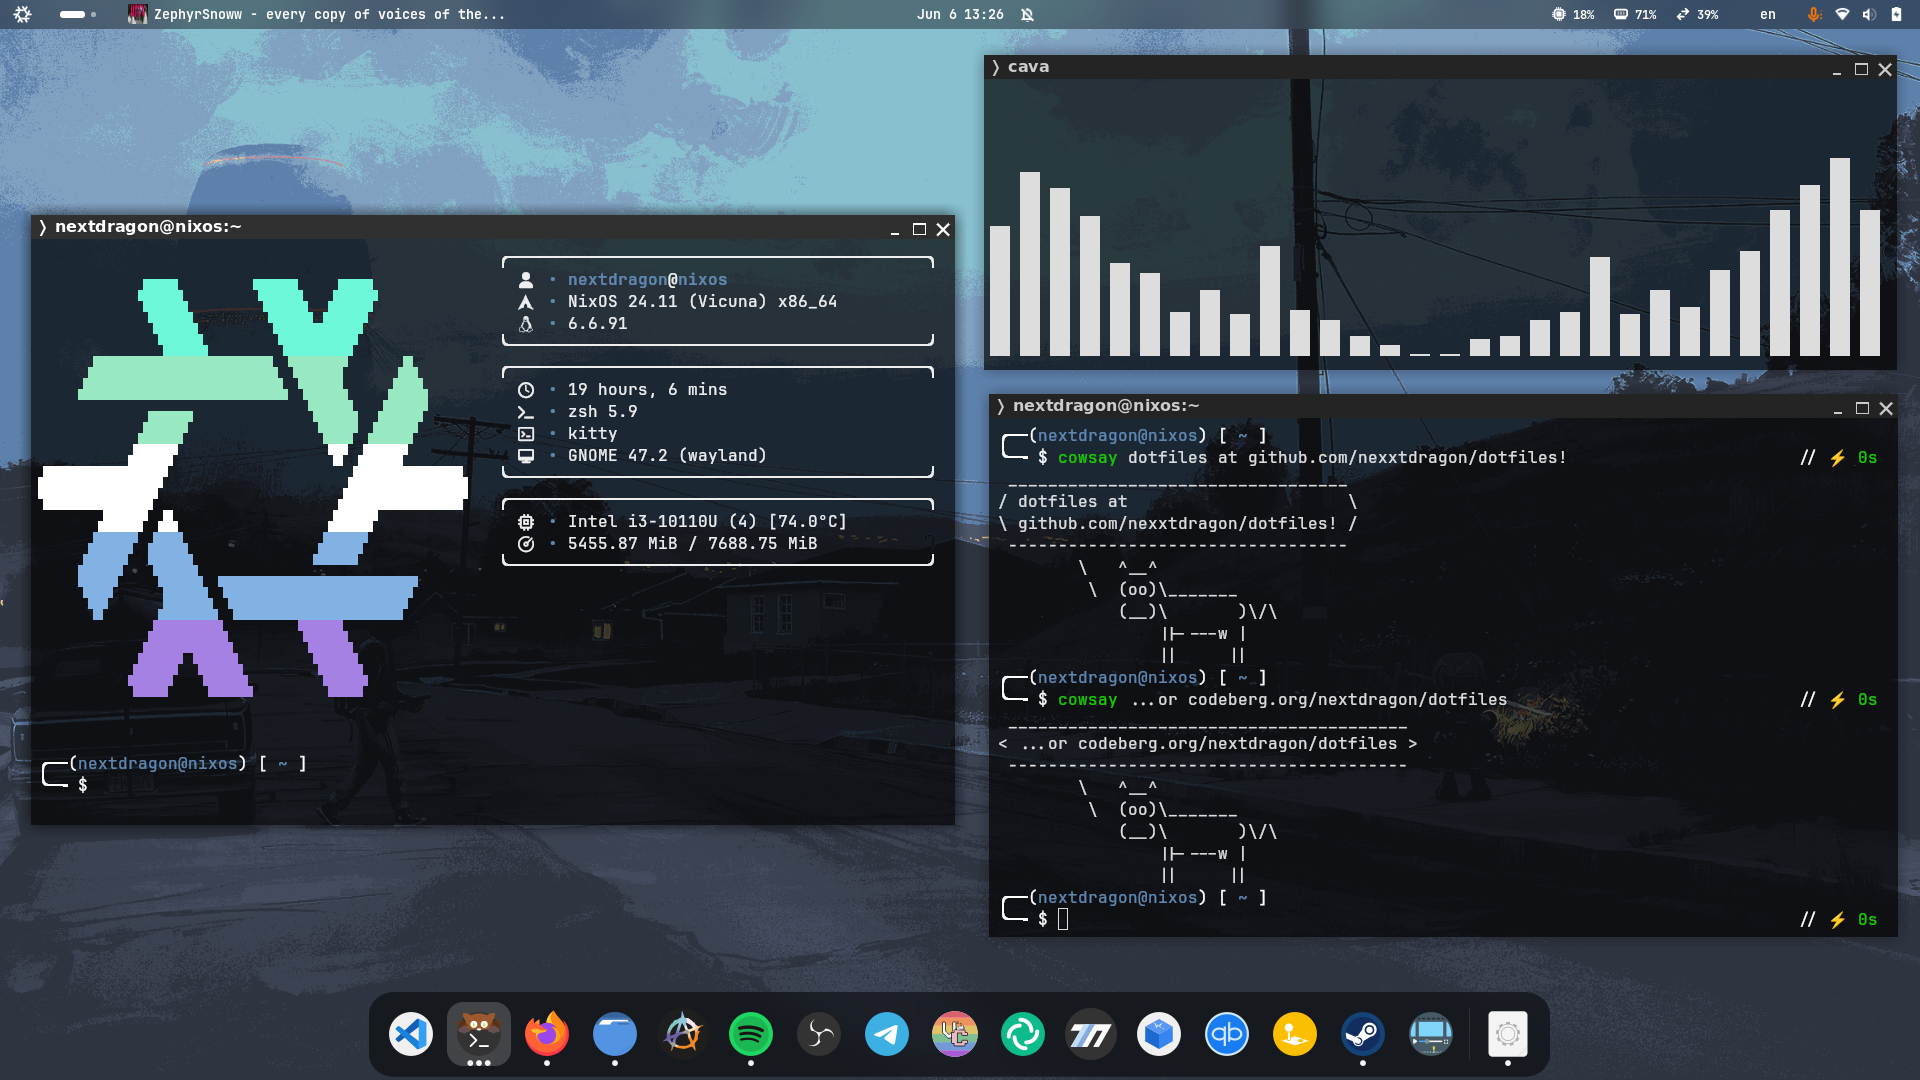 ZephyrSnoww - every copy of voices of the...
Jun 6 13:26
18% 71% 39% en
❯ cava
❯ nextdragon@nixos:~
• nextdragon@nixos
• NixOS 24.11 (Vicuna) x86_64
• 6.6.91
• 19 hours, 6 mins
• zsh 5.9
• kitty
• GNOME 47.2 (wayland)
• Intel i3-10110U (4) [74.0°C]
• 5455.87 MiB / 7688.75 MiB
(nextdragon@nixos) [ ~ ]
$
❯ nextdragon@nixos:~
(nextdragon@nixos) [ ~ ]
$ cowsay dotfiles at github.com/nexxtdragon/dotfiles! // ⚡ 0s
__________________________________
/ dotfiles at \
\ github.com/nexxtdragon/dotfiles! /
----------------------------------
\   ^__^
\  (oo)\_______
(__)\       )\/\
||----w |
||     ||
(nextdragon@nixos) [ ~ ]
$ cowsay ...or codeberg.org/nextdragon/dotfiles // ⚡ 0s
________________________________________
< ...or codeberg.org/nextdragon/dotfiles >
----------------------------------------
\   ^__^
\  (oo)\_______
(__)\       )\/\
||----w |
||     ||
(nextdragon@nixos) [ ~ ]
$ // ⚡ 0s
qb